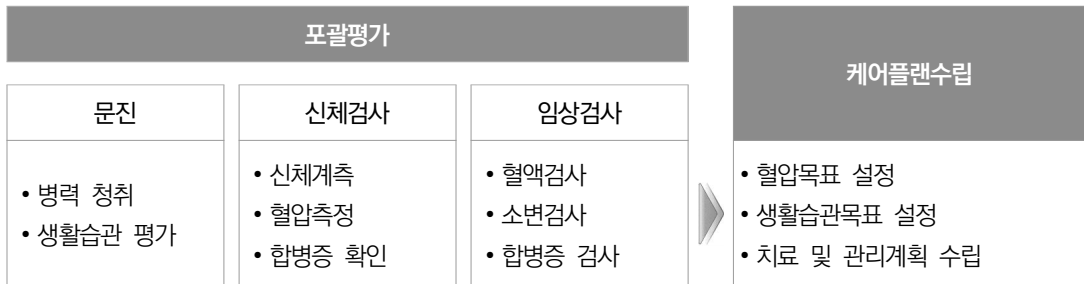 포괄평가
케어플랜수립
문진
신체검사
임상검사
• 병력 청취
• 생활습관 평가
• 신체계측
• 혈압측정
• 합병증 확인
• 혈액검사
• 소변검사
• 합병증 검사
• 혈압목표 설정
• 생활습관목표 설정
• 치료 및 관리계획 수립